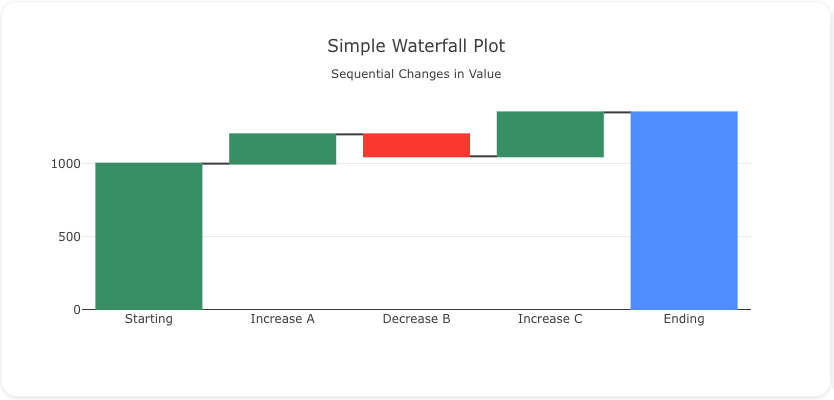 Simple Waterfall Plot
Sequential Changes in Value
1000
500
0
Starting Increase A Decrease B Increase C Ending